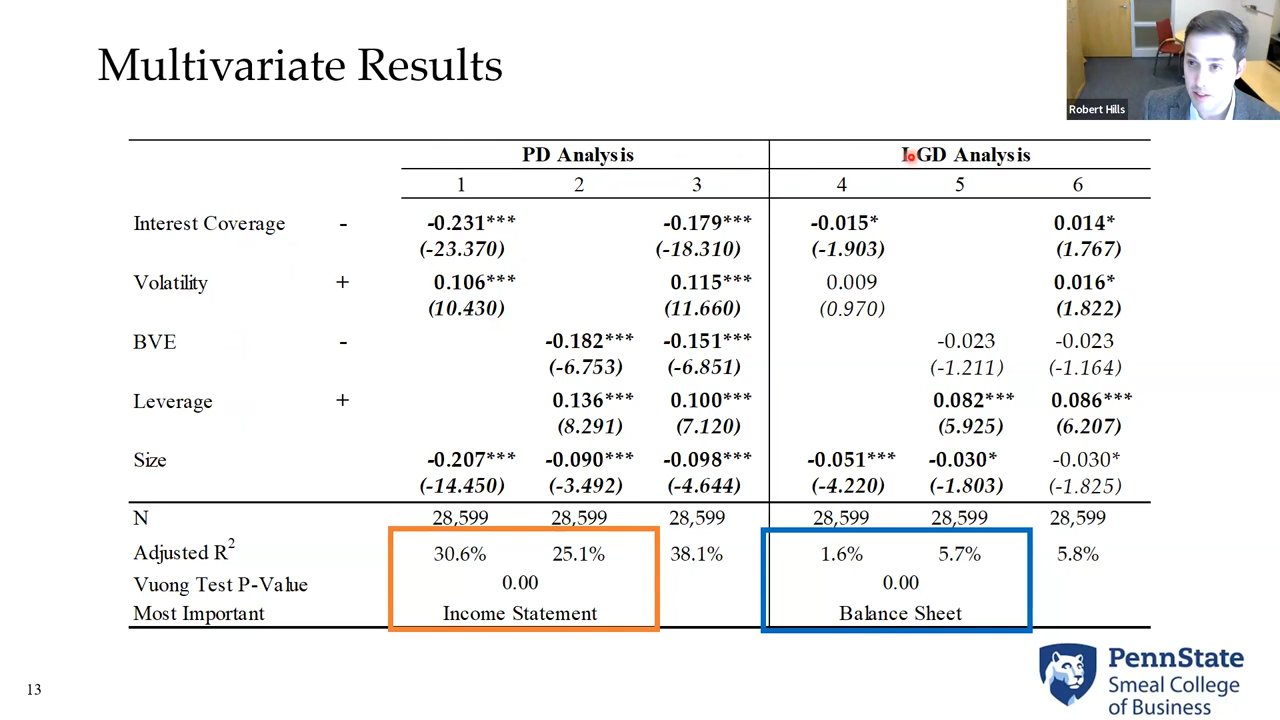 Multivariate Results
Robert Hills
PD Analysis LGD Analysis
1 2 3 4 5 6
Interest Coverage - -0.231*** -0.179*** -0.015* 0.014*
(-23.370) (-18.310) (-1.903) (1.767)
Volatility + 0.106*** 0.115*** 0.009 0.016*
(10.430) (11.660) (0.970) (1.822)
BVE - -0.182*** -0.151*** -0.023 -0.023
(-6.753) (-6.851) (-1.211) (-1.164)
Leverage + 0.136*** 0.100*** 0.082*** 0.086***
(8.291) (7.120) (5.925) (6.207)
Size -0.207*** -0.090*** -0.098*** -0.051*** -0.030* -0.030*
(-14.450) (-3.492) (-4.644) (-4.220) (-1.803) (-1.825)
N 28,599 28,599 28,599 28,599 28,599 28,599
Adjusted R² 30.6% 25.1% 38.1% 1.6% 5.7% 5.8%
Vuong Test P-Value 0.00 0.00
Most Important Income Statement Balance Sheet
13
PennState
Smeal College
of Business